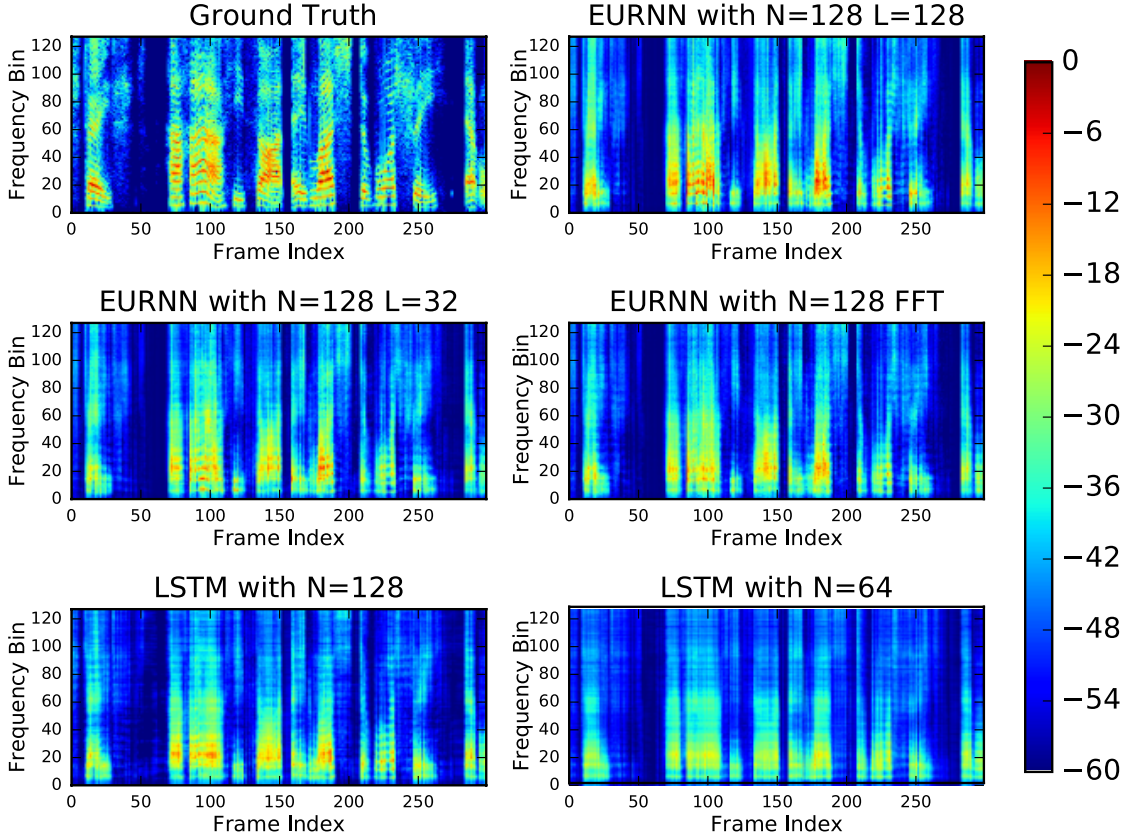 Ground Truth
EURNN with N=128 L=128
Frequency Bin
120
100
80
60
40
20
0
0 50 100 150 200 250
Frame Index
Frequency Bin
120
100
80
60
40
20
0
0 50 100 150 200 250
Frame Index
EURNN with N=128 L=32
EURNN with N=128 FFT
Frequency Bin
120
100
80
60
40
20
0
0 50 100 150 200 250
Frame Index
Frequency Bin
120
100
80
60
40
20
0
0 50 100 150 200 250
Frame Index
LSTM with N=128
LSTM with N=64
Frequency Bin
120
100
80
60
40
20
0
0 50 100 150 200 250
Frame Index
Frequency Bin
120
100
80
60
40
20
0
0 50 100 150 200 250
Frame Index
0
−6
−12
−18
−24
−30
−36
−42
−48
−54
−60